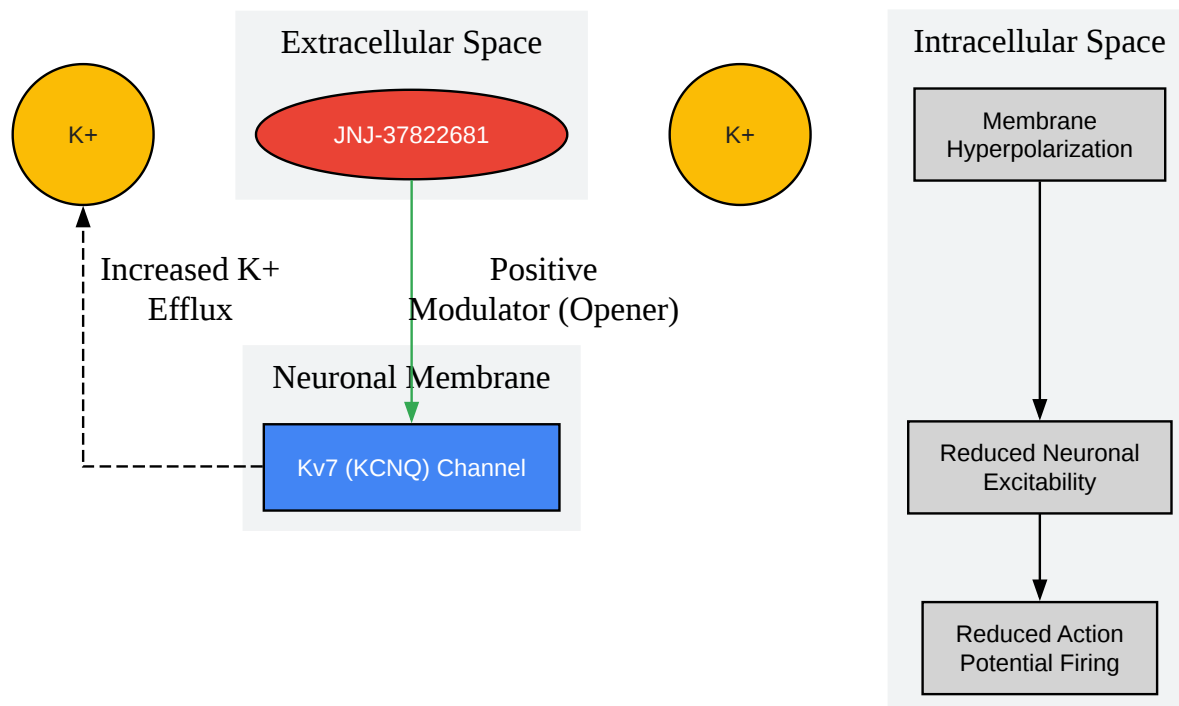 Extracellular Space
Intracellular Space
K+
JNJ-37822681
K+
Membrane
Hyperpolarization
Increased K+
Efflux
Positive
Modulator (Opener)
Neuronal Membrane
Kv7 (KCNQ) Channel
Reduced Neuronal
Excitability
Reduced Action
Potential Firing